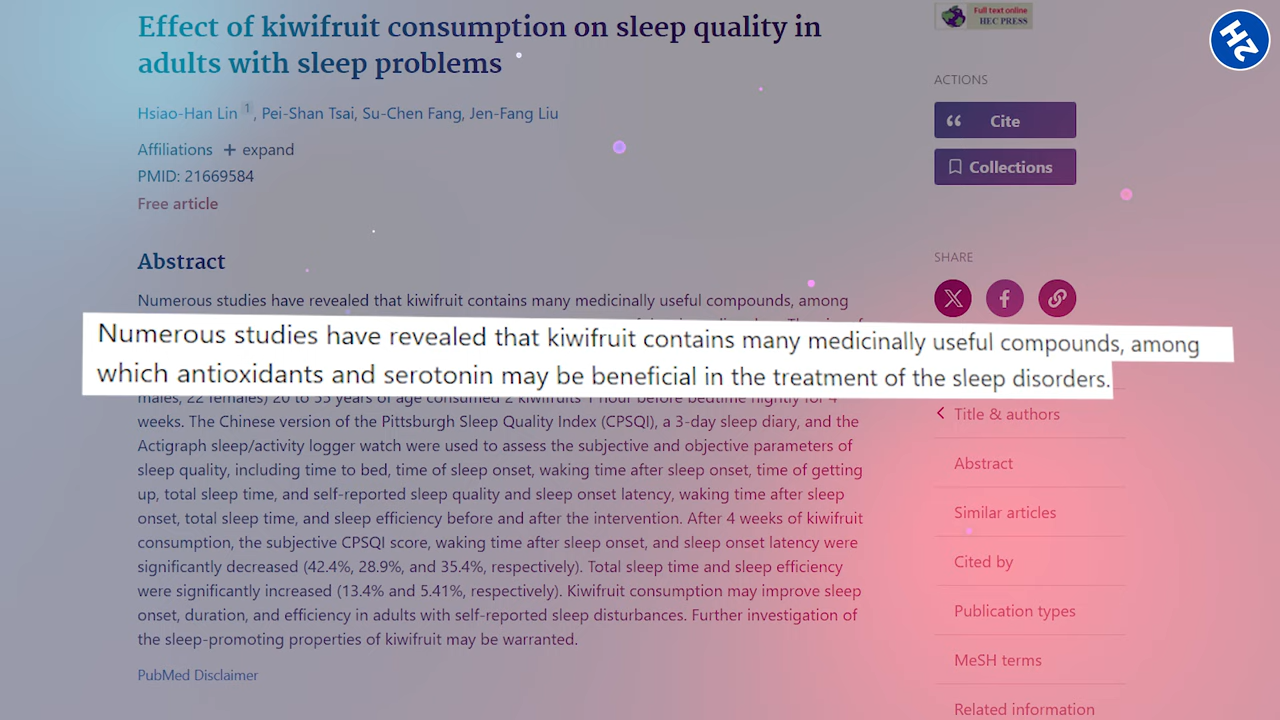 Effect of kiwifruit consumption on sleep quality in
adults with sleep problems
Hsiao-Han Lin 1, Pei-Shan Tsai, Su-Chen Fang, Jen-Fang Liu
Affiliations + expand
PMID: 21669584
Free article
Abstract
Numerous studies have revealed that kiwifruit contains many medicinally useful compounds, among
Numerous studies have revealed that kiwifruit contains many medicinally useful compounds, among
which antioxidants and serotonin may be beneficial in the treatment of the sleep disorders.
males, 22 females) 20 to 55 years of age consumed 2 kiwifruits 1 hour before bedtime nightly for 4
weeks. The Chinese version of the Pittsburgh Sleep Quality Index (CPSQI), a 3-day sleep diary, and the
Actigraph sleep/activity logger watch were used to assess the subjective and objective parameters of
sleep quality, including time to bed, time of sleep onset, waking time after sleep onset, time of getting
up, total sleep time, and self-reported sleep quality and sleep onset latency, waking time after sleep
onset, total sleep time, and sleep efficiency before and after the intervention. After 4 weeks of kiwifruit
consumption, the subjective CPSQI score, waking time after sleep onset, and sleep onset latency were
significantly decreased (42.4%, 28.9%, and 35.4%, respectively). Total sleep time and sleep efficiency
were significantly increased (13.4% and 5.41%, respectively). Kiwifruit consumption may improve sleep
onset, duration, and efficiency in adults with self-reported sleep disturbances. Further investigation of
the sleep-promoting properties of kiwifruit may be warranted.
PubMed Disclaimer
Full text online
HEC PRESS
ACTIONS
Cite
Collections
SHARE
X
f
Title & authors
Abstract
Similar articles
Cited by
Publication types
MeSH terms
Related information